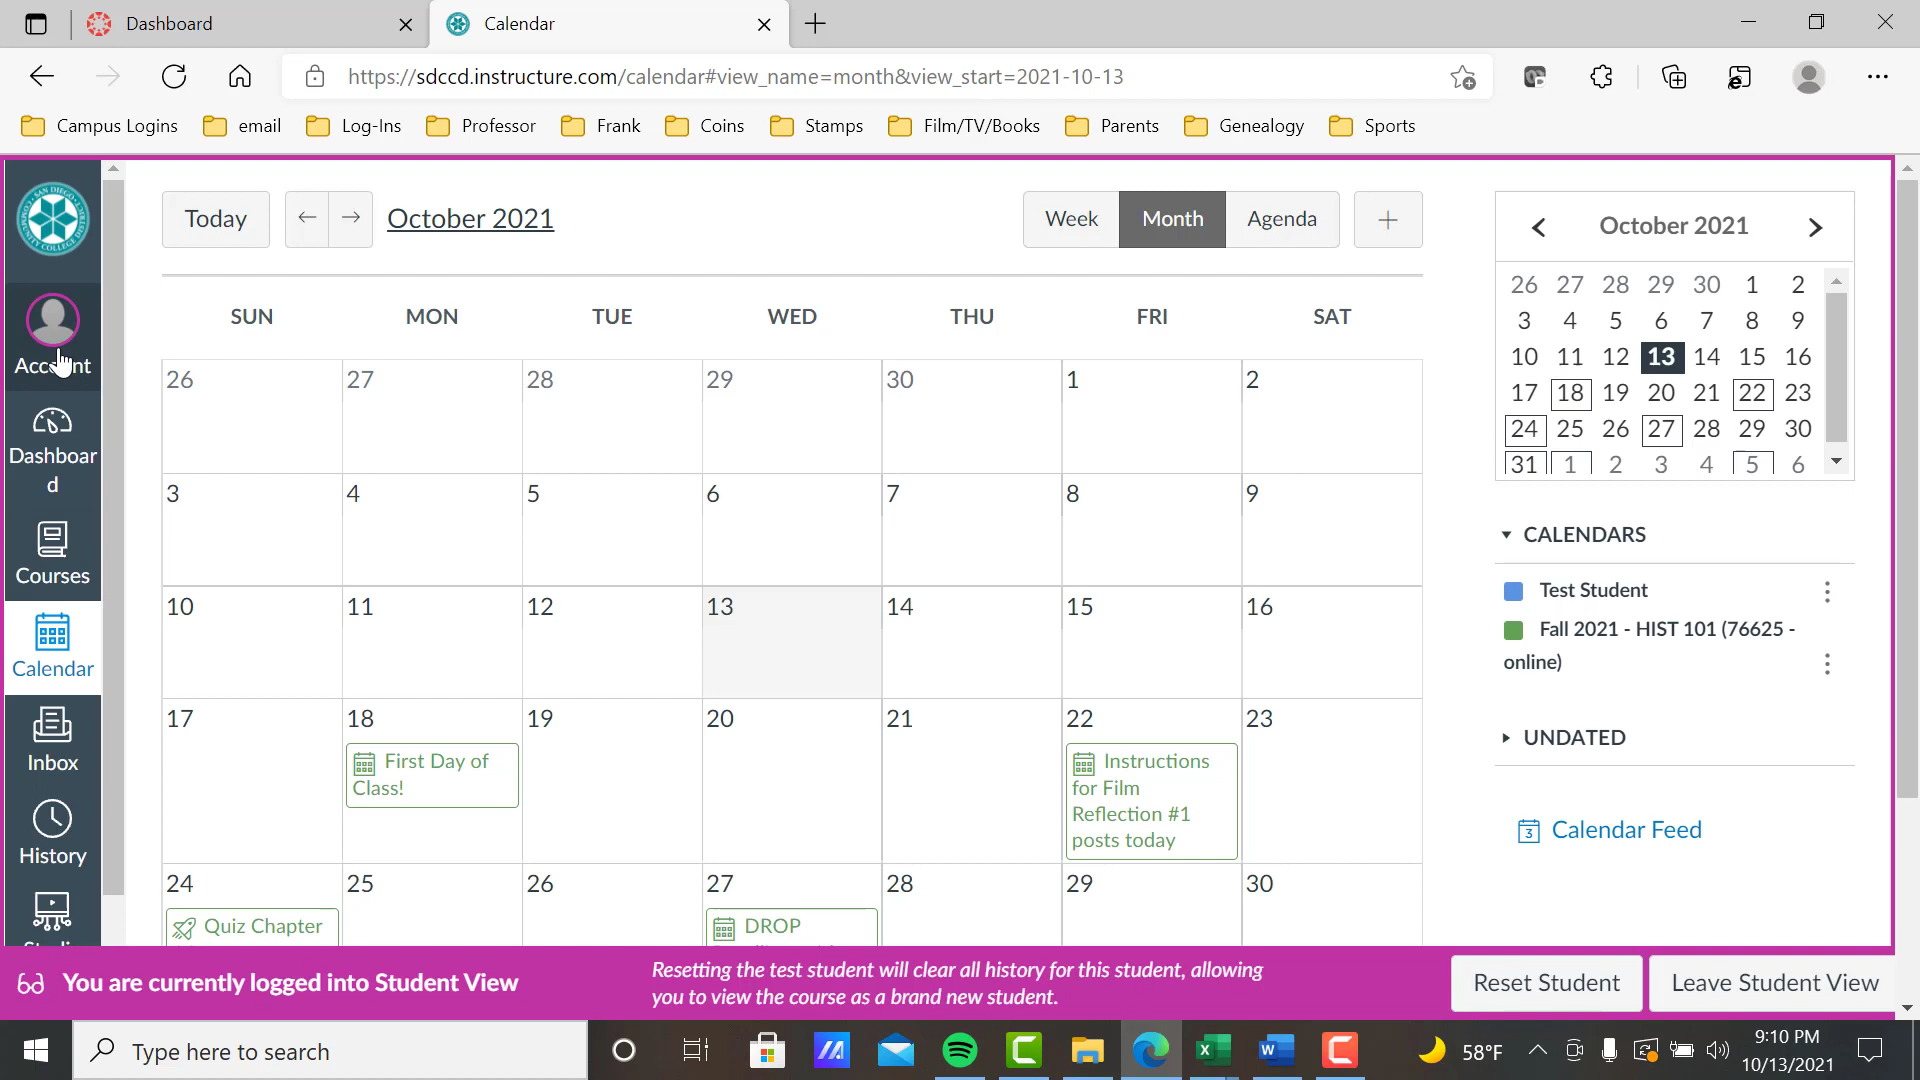 Dashboard
Calendar
https://sdccd.instructure.com/calendar#view_name=month&view_start=2021-10-13
Campus Logins
email
Log-Ins
Professor
Frank
Coins
Stamps
Film/TV/Books
Parents
Genealogy
Sports
SAN DIEGO
COMMUNITY COLLEGE DISTRICT
Account
Dashboar
d
Courses
Calendar
Inbox
History
Today
October 2021
Week
Month
Agenda
SUN MON TUE WED THU FRI SAT
26 27 28 29 30 1 2
3 4 5 6 7 8 9
10 11 12 13 14 15 16
17 18 19 20 21 22 23
First Day of
Class!
Instructions
for Film
Reflection #1
posts today
24 25 26 27 28 29 30
Quiz Chapter
DROP
October 2021
26 27 28 29 30 1 2
3 4 5 6 7 8 9
10 11 12 13 14 15 16
17 18 19 20 21 22 23
24 25 26 27 28 29 30
31 1 2 3 4 5 6
CALENDARS
Test Student
Fall 2021 - HIST 101 (76625 -
online)
UNDATED
3 Calendar Feed
You are currently logged into Student View
Resetting the test student will clear all history for this student, allowing
you to view the course as a brand new student.
Reset Student
Leave Student View
Type here to search
58°F
9:10 PM
10/13/2021